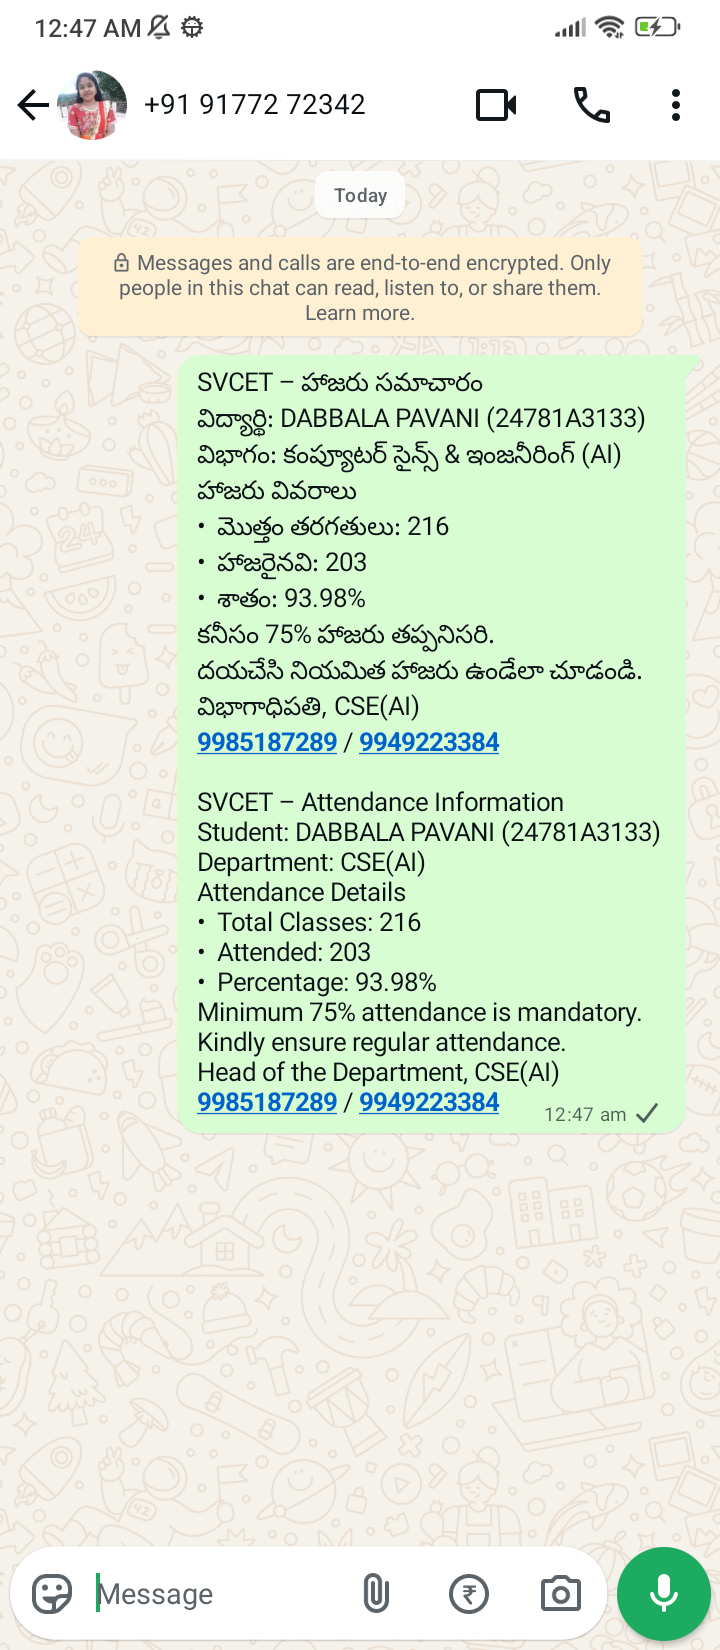 12:47 AM
+91 91772 72342
Today
Messages and calls are end-to-end encrypted. Only
people in this chat can read, listen to, or share them.
Learn more.
SVCET – హాజరు సమాచారం
విద్యార్థి: DABBALA PAVANI (24781A3133)
విభాగం: కంప్యూటర్ సైన్స్ & ఇంజనీరింగ్ (AI)
హాజరు వివరాలు
• మొత్తం తరగతులు: 216
• హాజరైనవి: 203
• శాతం: 93.98%
కనీసం 75% హాజరు తప్పనిసరి.
దయచేసి నియమిత హాజరు ఉండేలా చూడండి.
విభాగాధిపతి, CSE(AI)
9985187289 / 9949223384
SVCET – Attendance Information
Student: DABBALA PAVANI (24781A3133)
Department: CSE(AI)
Attendance Details
• Total Classes: 216
• Attended: 203
• Percentage: 93.98%
Minimum 75% attendance is mandatory.
Kindly ensure regular attendance.
Head of the Department, CSE(AI)
9985187289 / 9949223384
12:47 am
Message